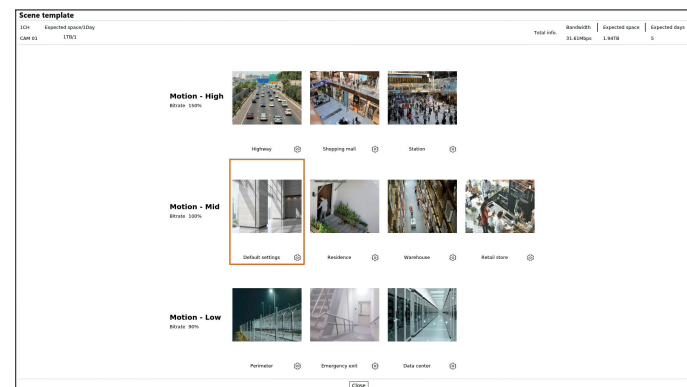 Scene template
1CH Expected space/1Day
CAM 01 1TB/1
Total info. Bandwidth Expected space Expected days
31.61Mbps 1.94TB 5
Motion - High
Bitrate 150%
Highway Shopping mall Station
Motion - Mid
Bitrate 100%
Default settings Residence Warehouse Retail store
Motion - Low
Bitrate 90%
Perimeter Emergency exit Data center
Close